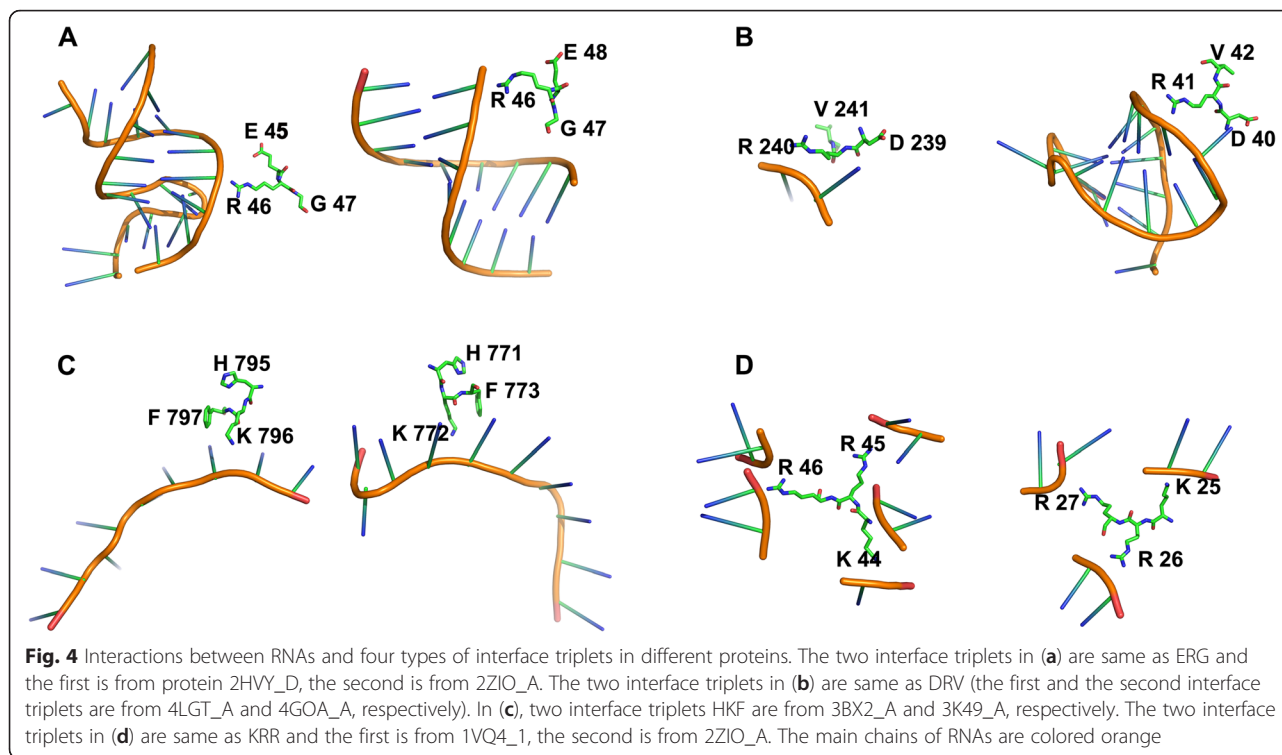 A
B
E 48
E 45
R 46
G 47
R 46
G 47
V 42
R 41
V 241
R 240
D 239
D 40
C
D
H 795
H 771
F 797
F 773
K 796
K 772
R 45
R 46
K 44
K 25
R 27
R 26
Fig. 4 Interactions between RNAs and four types of interface triplets in different proteins. The two interface triplets in (a) are same as ERG and
the first is from protein 2HVY_D, the second is from 2ZIO_A. The two interface triplets in (b) are same as DRV (the first and the second interface
triplets are from 4LGT_A and 4GOA_A, respectively). In (c), two interface triplets HKF are from 3BX2_A and 3K49_A, respectively. The two interface
triplets in (d) are same as KRR and the first is from 1VQ4_1, the second is from 2ZIO_A. The main chains of RNAs are colored orange